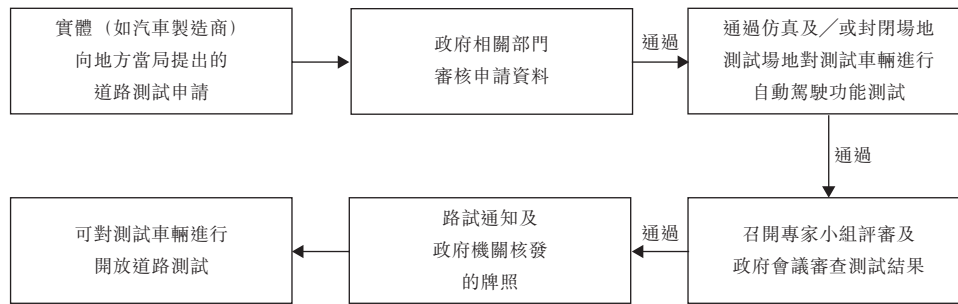 實體（如汽車製造商）
向地方當局提出的
道路測試申請
政府相關部門
審核申請資料
通過
通過仿真及／或封閉場地
測試場地對測試車輛進行
自動駕駛功能測試
通過
召開專家小組評審及
政府會議審查測試結果
通過
路試通知及
政府機關核發
的牌照
可對測試車輛進行
開放道路測試